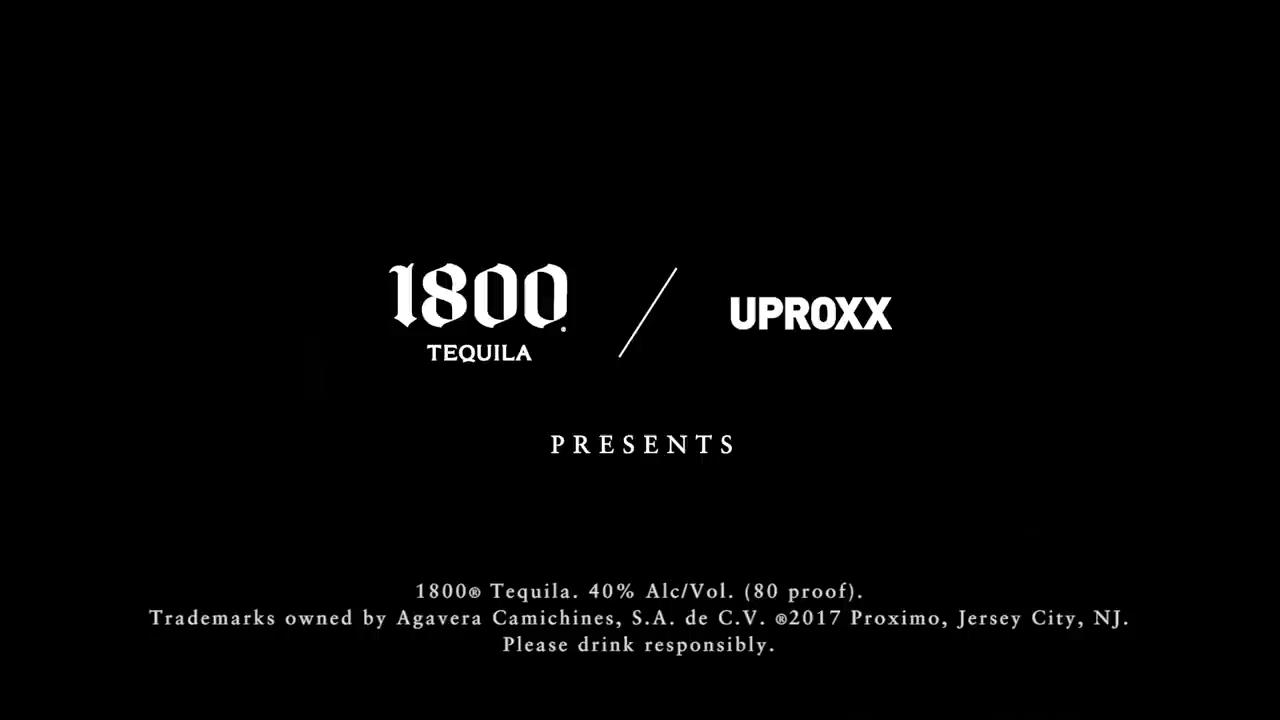 1800
TEQUILA
UPROXX
PRESENTS
1800® Tequila. 40% Alc/Vol. (80 proof).
Trademarks owned by Agavera Camichines, S.A. de C.V. ®2017 Proximo, Jersey City, NJ.
Please drink responsibly.